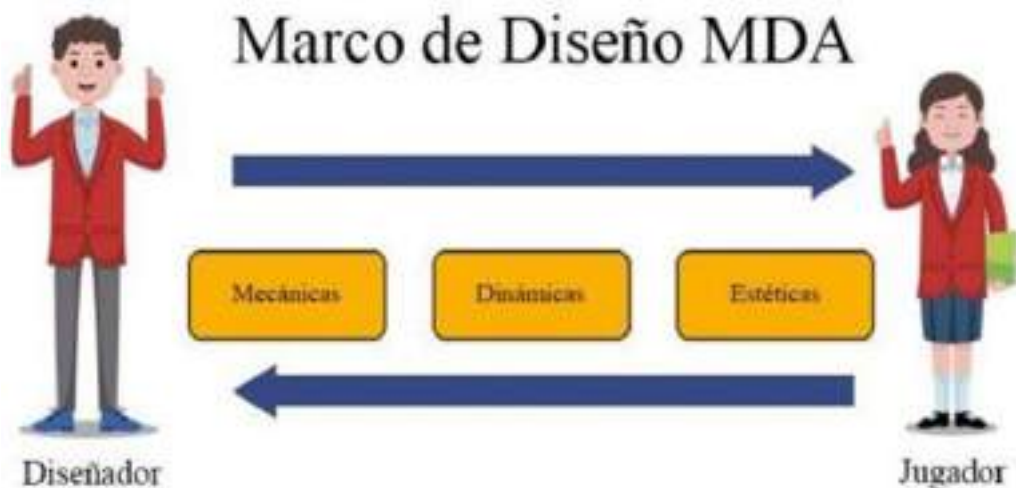 Marco de Diseño MDA
Mecánicas
Dinámicas
Estéticas
Diseñador
Jugador